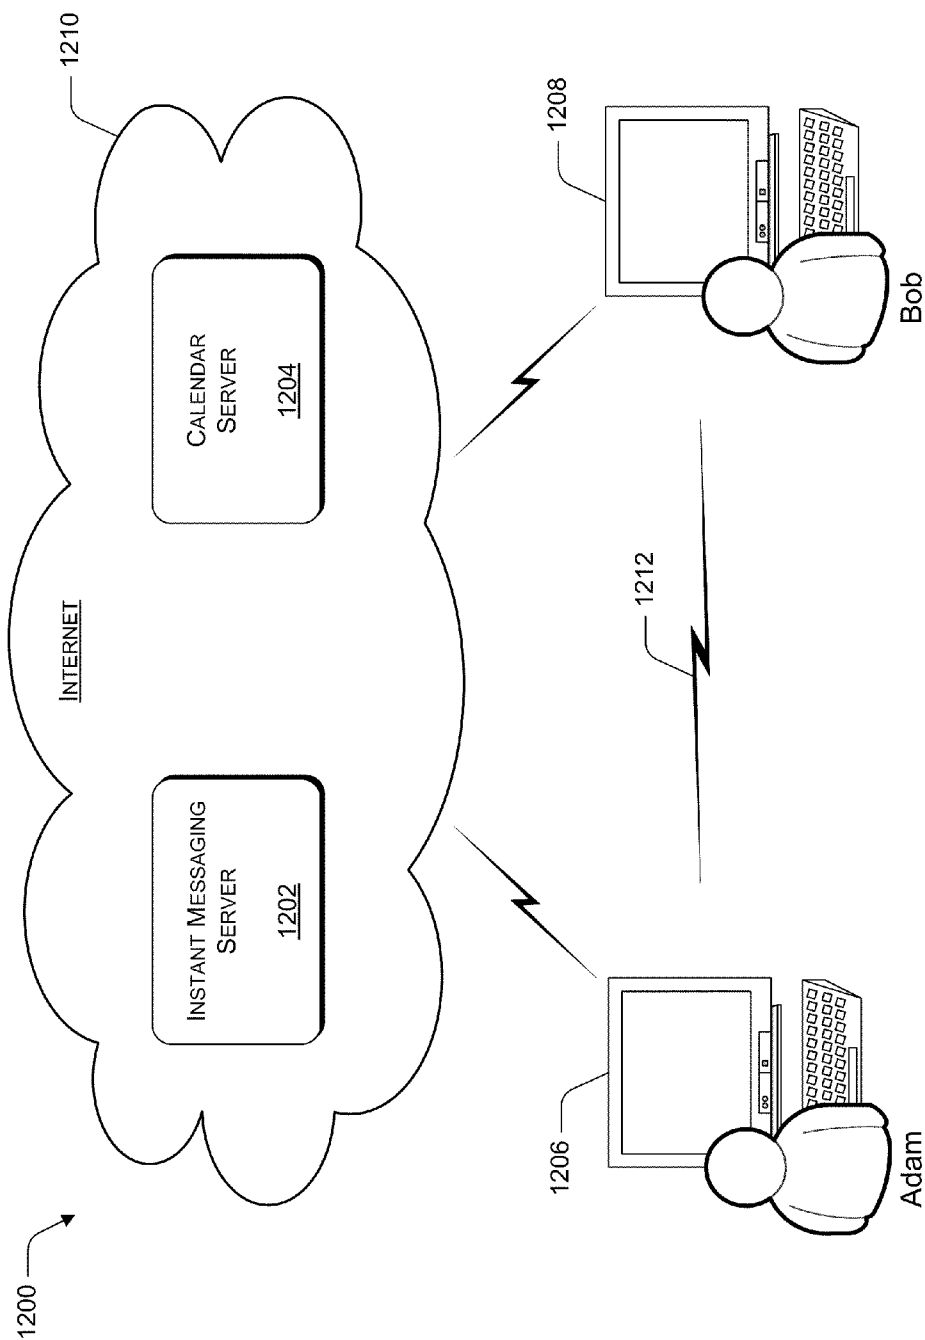 1200
INTERNET
1210
INSTANT MESSAGING
SERVER
1202
CALENDAR
SERVER
1204
1206
1208
1212
Adam
Bob